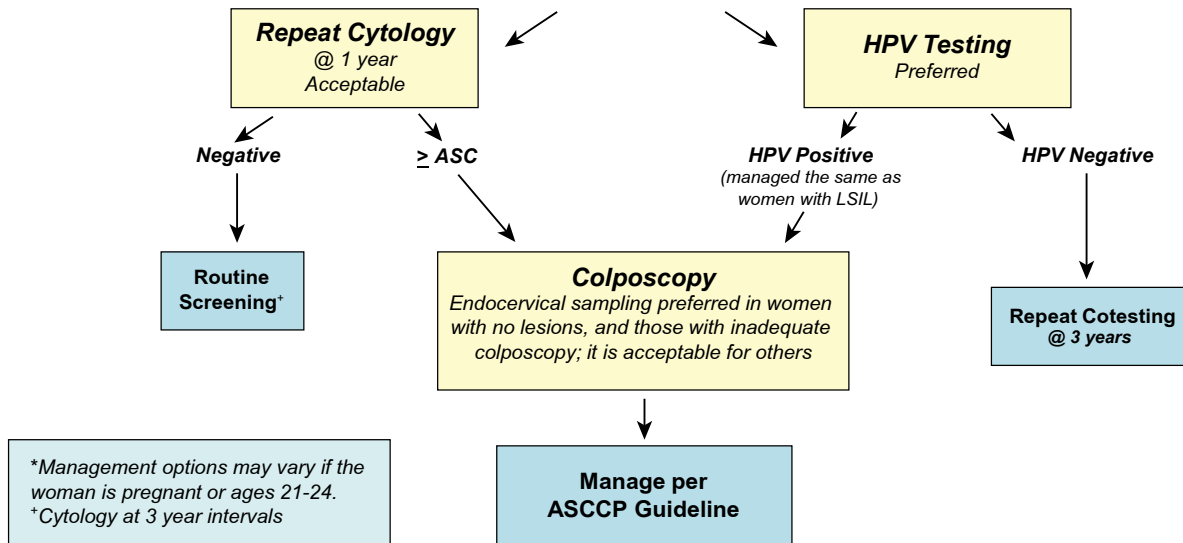 Repeat Cytology
@ 1 year
Acceptable
HPV Testing
Preferred
Negative
≥ ASC
HPV Positive
(managed the same as
women with LSIL)
HPV Negative
Routine
Screening⁺
Colposcopy
Endocervical sampling preferred in women
with no lesions, and those with inadequate
colposcopy; it is acceptable for others
Repeat Cotesting
@ 3 years
Manage per
ASCCP Guideline
*Management options may vary if the
woman is pregnant or ages 21-24.
⁺Cytology at 3 year intervals